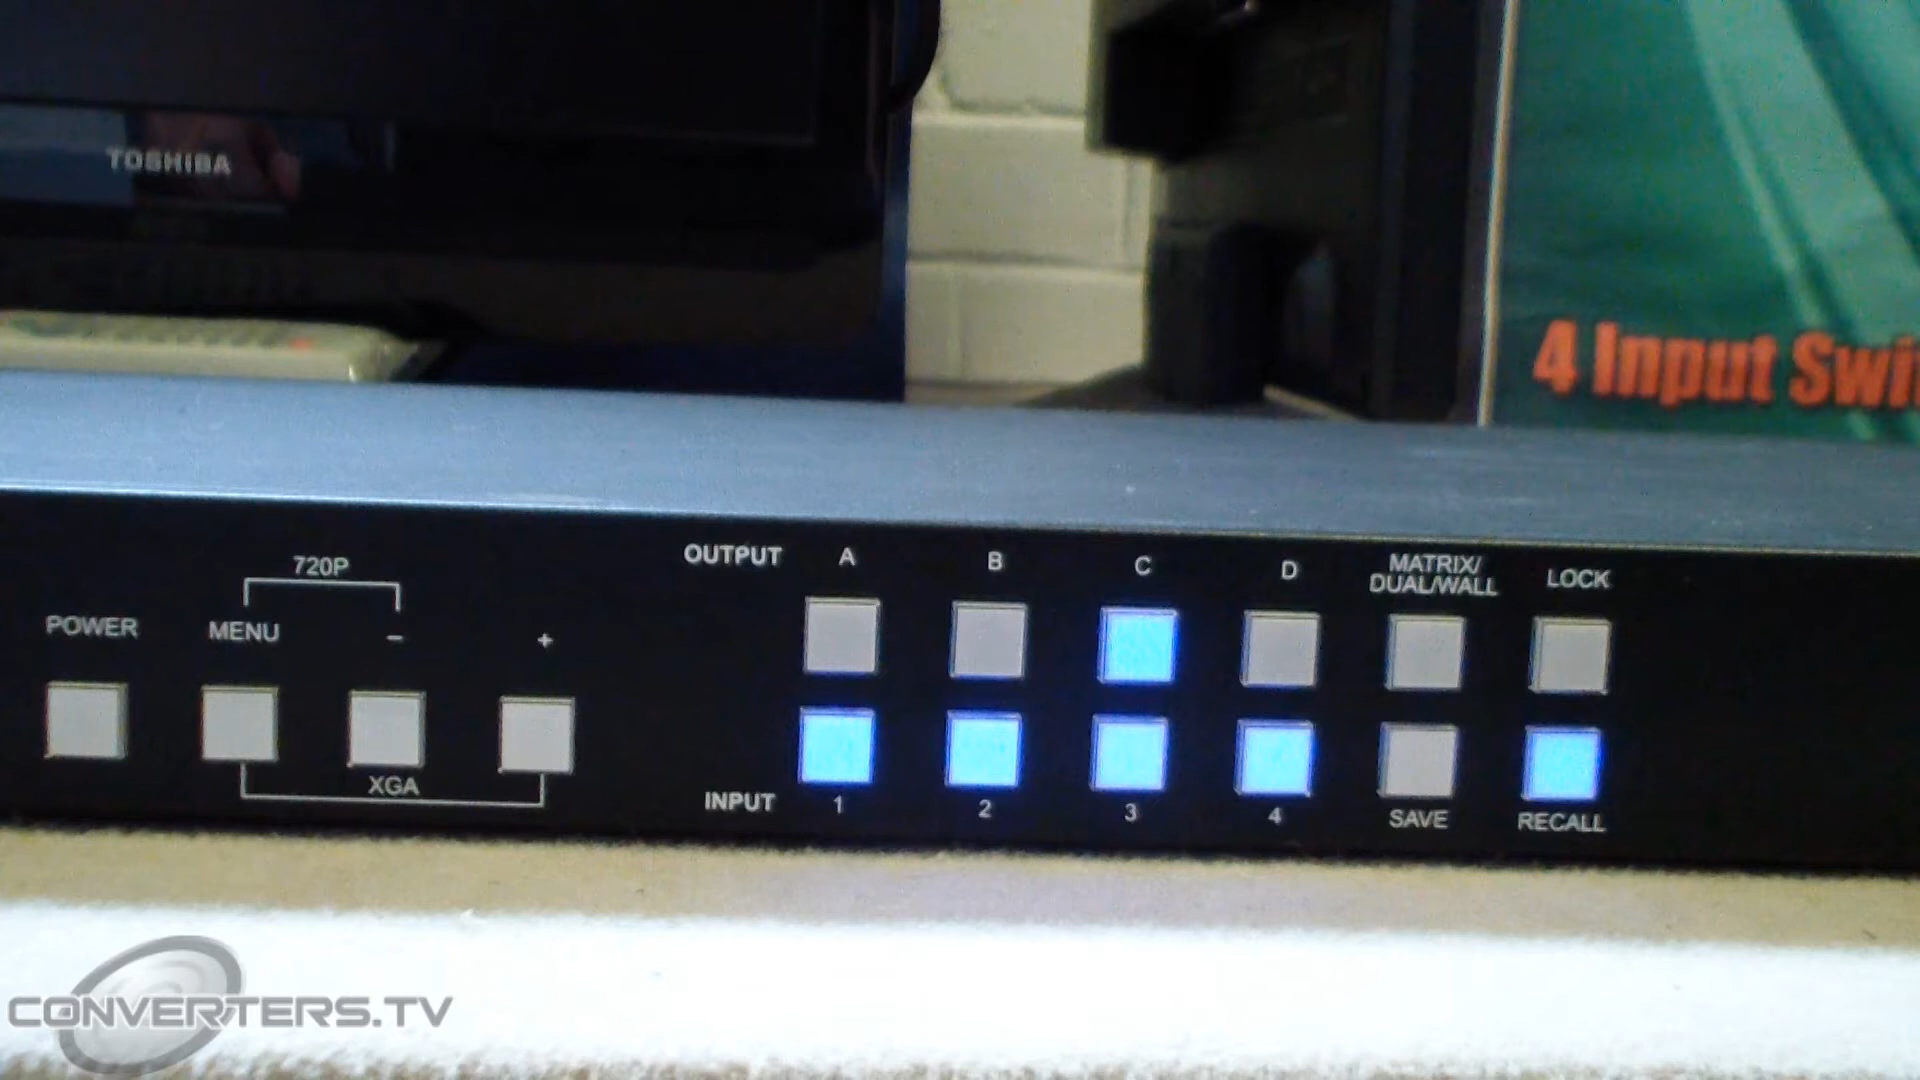 TOSHIBA
4 Input Swi
720P
POWER
MENU
−
+
XGA
OUTPUT
A
B
C
D
MATRIX/
DUAL/WALL
LOCK
INPUT
1
2
3
4
SAVE
RECALL
CONVERTERS.TV